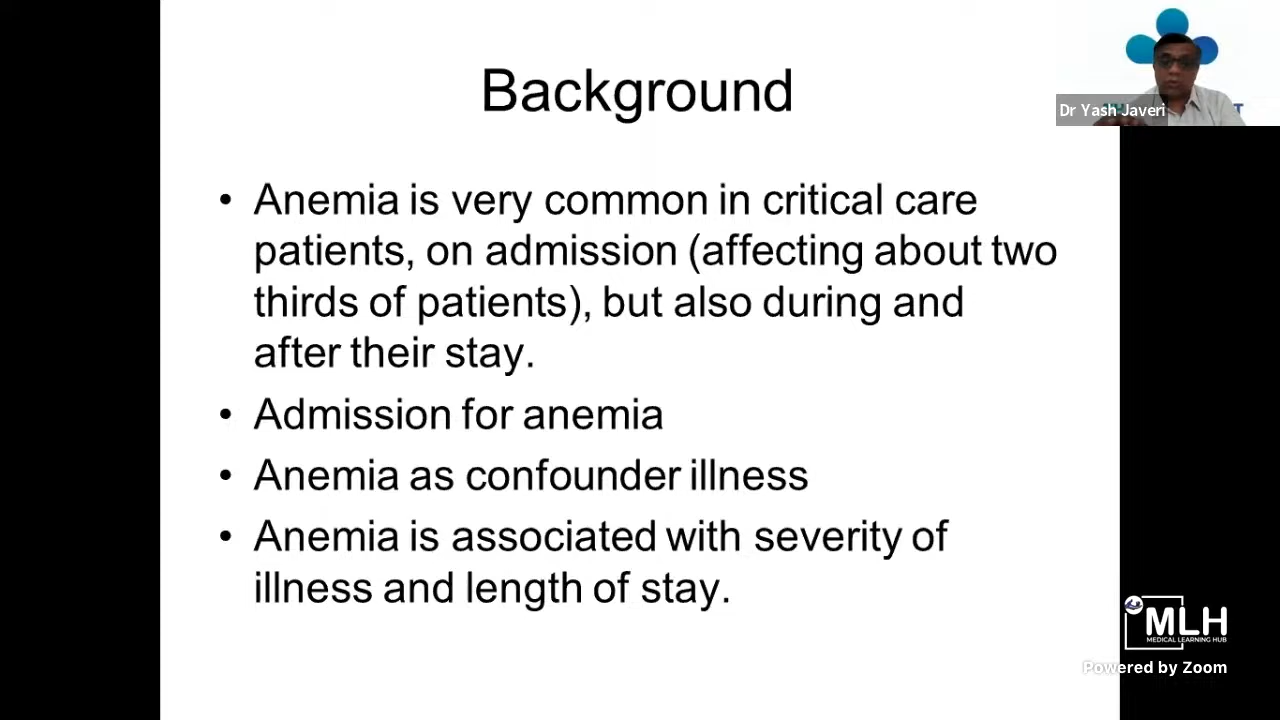 Background
• Anemia is very common in critical care
patients, on admission (affecting about two
thirds of patients), but also during and
after their stay.
• Admission for anemia
• Anemia as confounder illness
• Anemia is associated with severity of
illness and length of stay.
Dr Yash Javeri
T
MLH
MEDICAL LEARNING HUB
Powered by Zoom